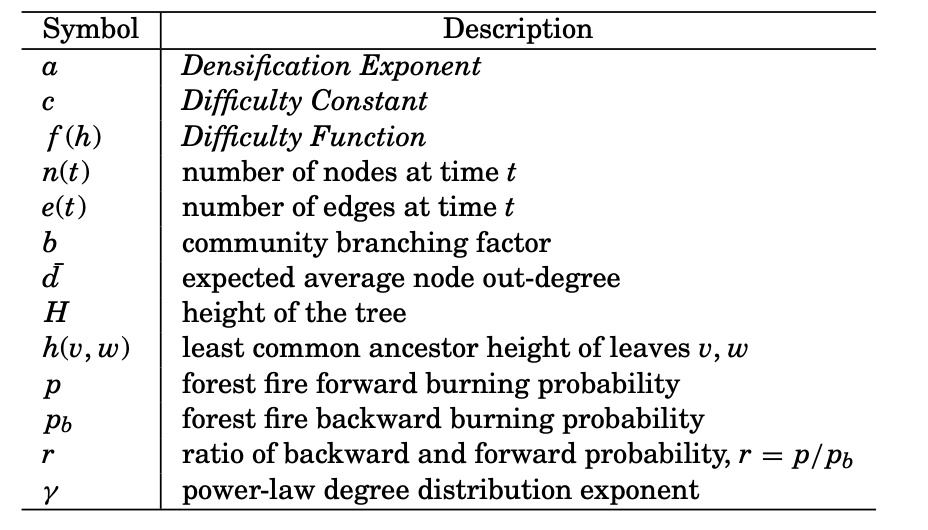 Symbol Description
a Densification Exponent
c Difficulty Constant
f(h) Difficulty Function
n(t) number of nodes at time t
e(t) number of edges at time t
b community branching factor
d̄ expected average node out-degree
H height of the tree
h(v, w) least common ancestor height of leaves v, w
p forest fire forward burning probability
p_b forest fire backward burning probability
r ratio of backward and forward probability, r = p/p_b
γ power-law degree distribution exponent